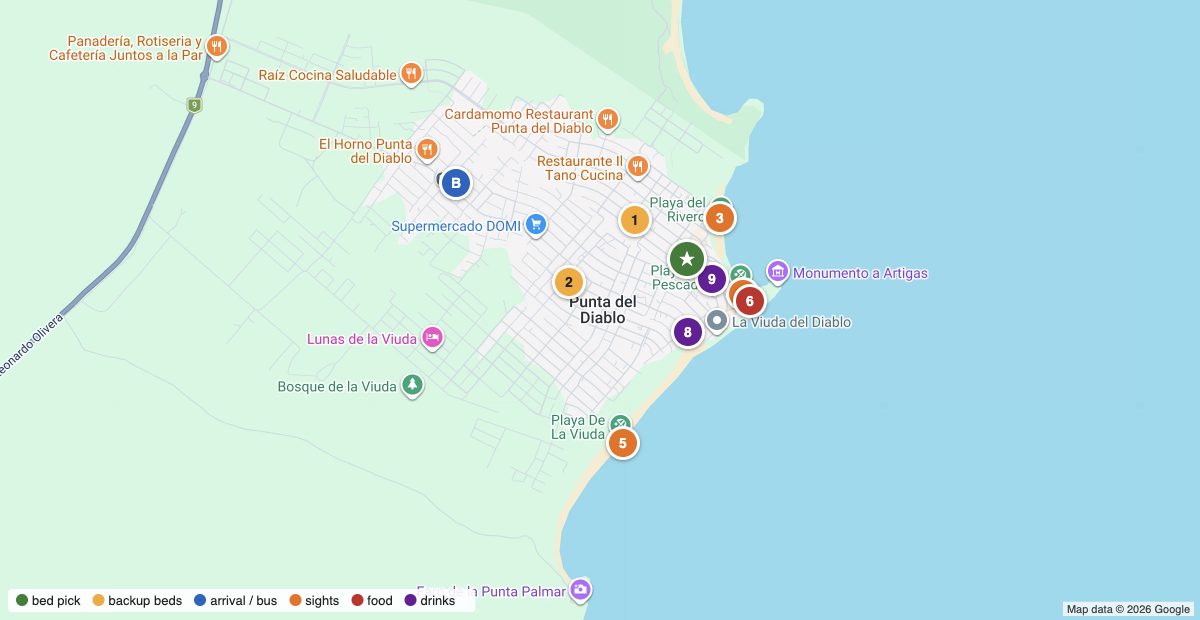 Panadería, Rotiseria y
Cafetería Juntos a la Par
Raíz Cocina Saludable
9
Cardamomo Restaurant
Punta del Diablo
El Horno Punta
del Diablo
Restaurante Il
Tano Cucina
B
Playa del
Rivero
3
1
Supermercado DOMI
★
9
Monumento a Artigas
2
6
Punta del
Diablo
La Viuda del Diablo
8
Lunas de la Viuda
Bosque de la Viuda
Playa De
La Viuda
5
la Punta Palmar
bed pick
backup beds
arrival / bus
sights
food
drinks
Map data © 2026 Google